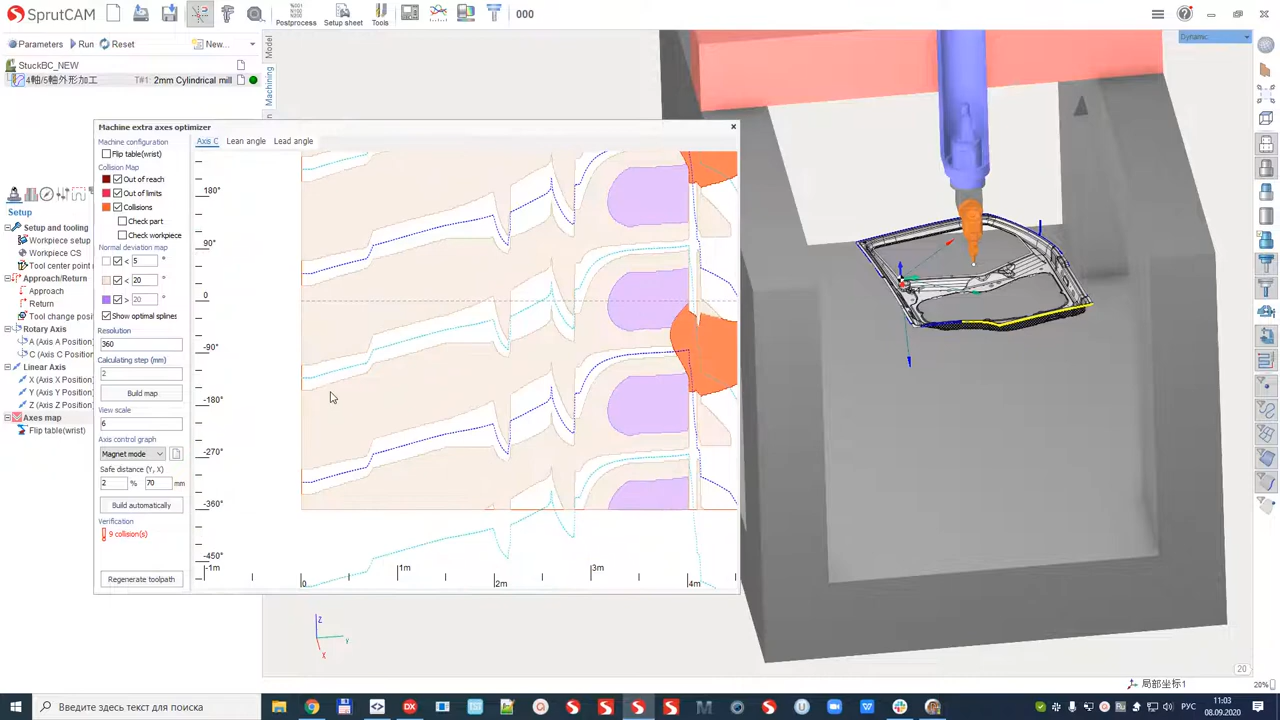 SprutCAM
%001
N100
N120
Postprocess
Setup sheet
Tools
000
Parameters
Run
Reset
New...
StuckBC_NEW
4軸/5軸外形加工
T#1: 2mm Cylindrical mill
Model
Machining
Dynamic
Machine extra axes optimizer
Machine configuration
Flip table(wrist)
Collision Map
Out of reach
Out of limits
Collisions
Check part
Check workpiece
Normal deviation map
< 5 °
< 20 °
> 20 °
Show optimal splines
Resolution
360
Calculating step (mm)
2
Build map
View scale
6
Axis control graph
Magnet mode
Safe distance (Y, X)
2 % 70 mm
Build automatically
Verification
9 collision(s)
Regenerate toolpath
Axis C
Lean angle
Lead angle
180°
90°
0
-90°
-180°
-270°
-360°
-450°
-1m
0
1m
2m
3m
4m
Setup
Setup and tooling
Workpiece setup
Workpiece CS
Tool center point
Approach/Return
Approach
Return
Tool change posi
Rotary Axis
A (Axis A Position)
C (Axis C Position)
Linear Axis
X (Axis X Position)
Y (Axis Y Position)
Z (Axis Z Position)
Axes map
Flip table(wrist)
Z
Y
X
20
局部坐标1
20%
Введите здесь текст для поиска
РУС
11:03
08.09.2020